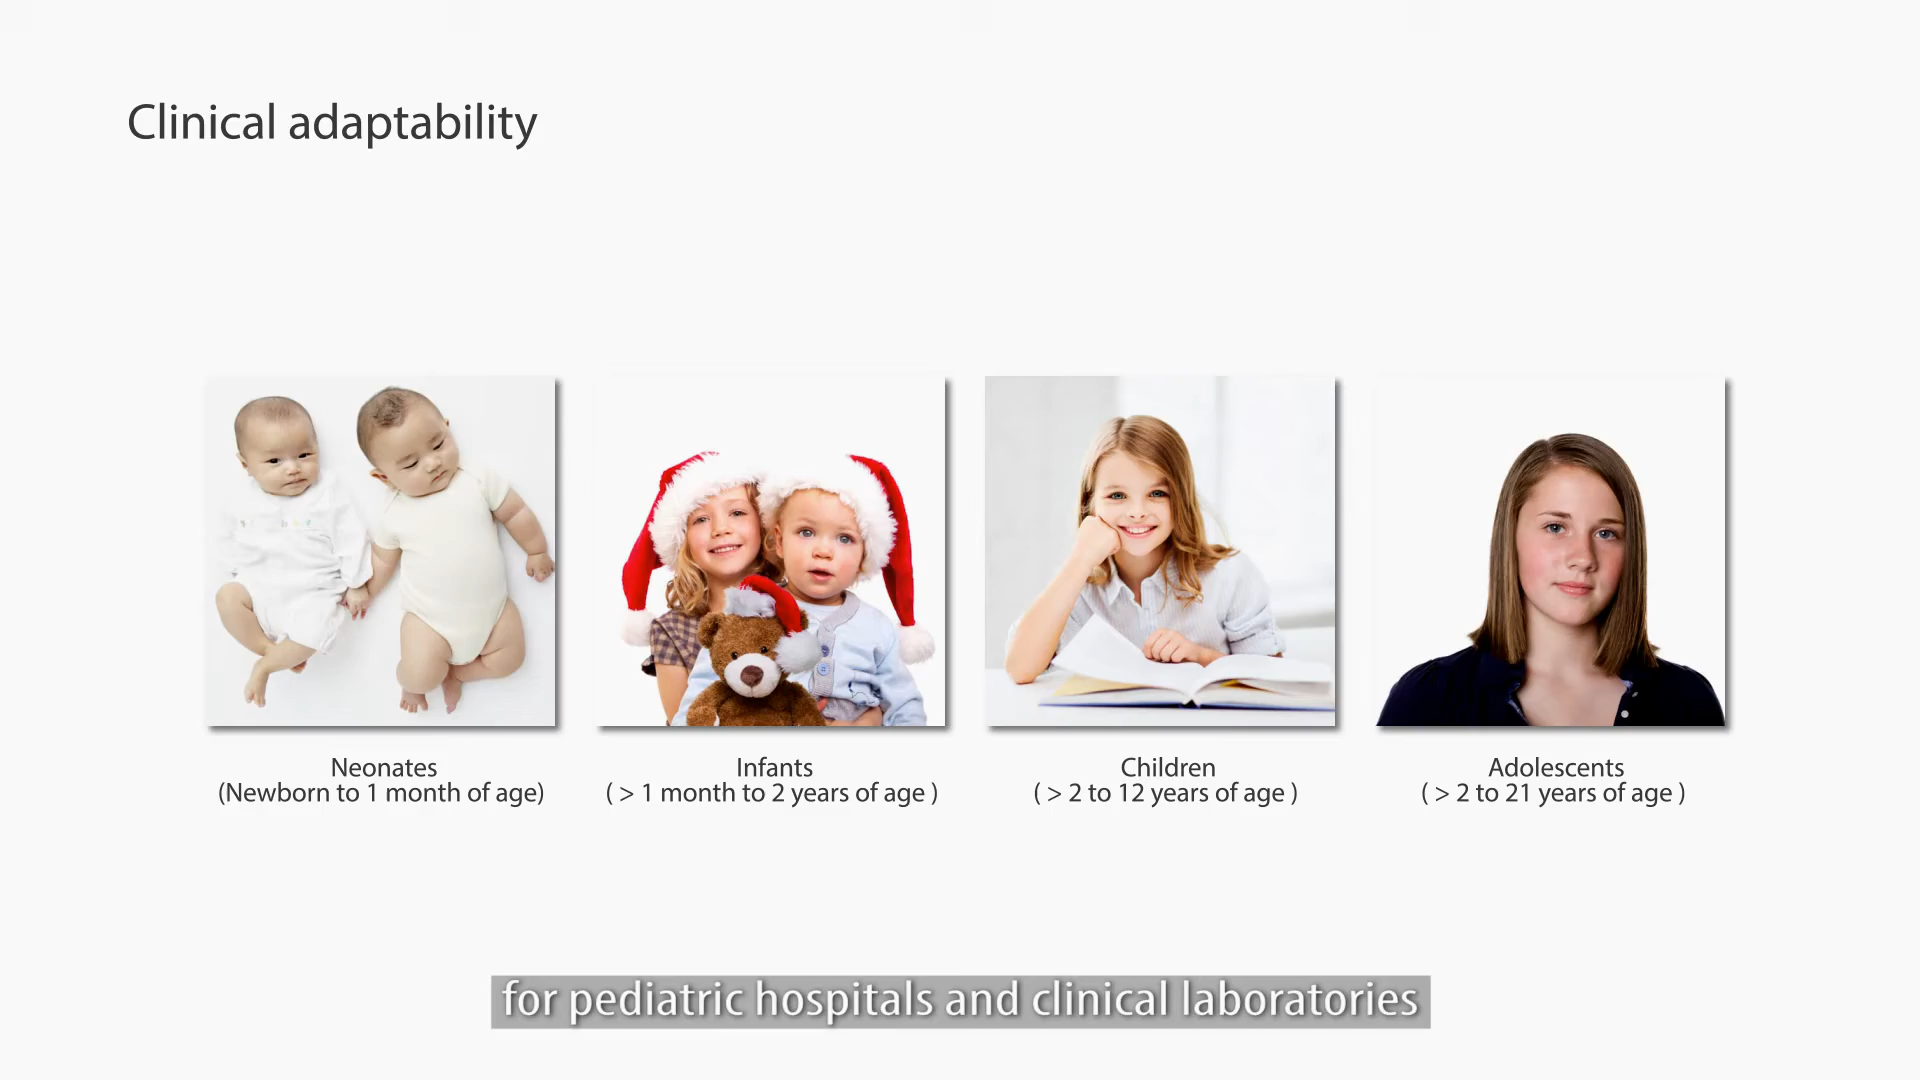 Clinical adaptability
Neonates
(Newborn to 1 month of age)
Infants
( > 1 month to 2 years of age )
Children
( > 2 to 12 years of age )
Adolescents
( > 2 to 21 years of age )
for pediatric hospitals and clinical laboratories